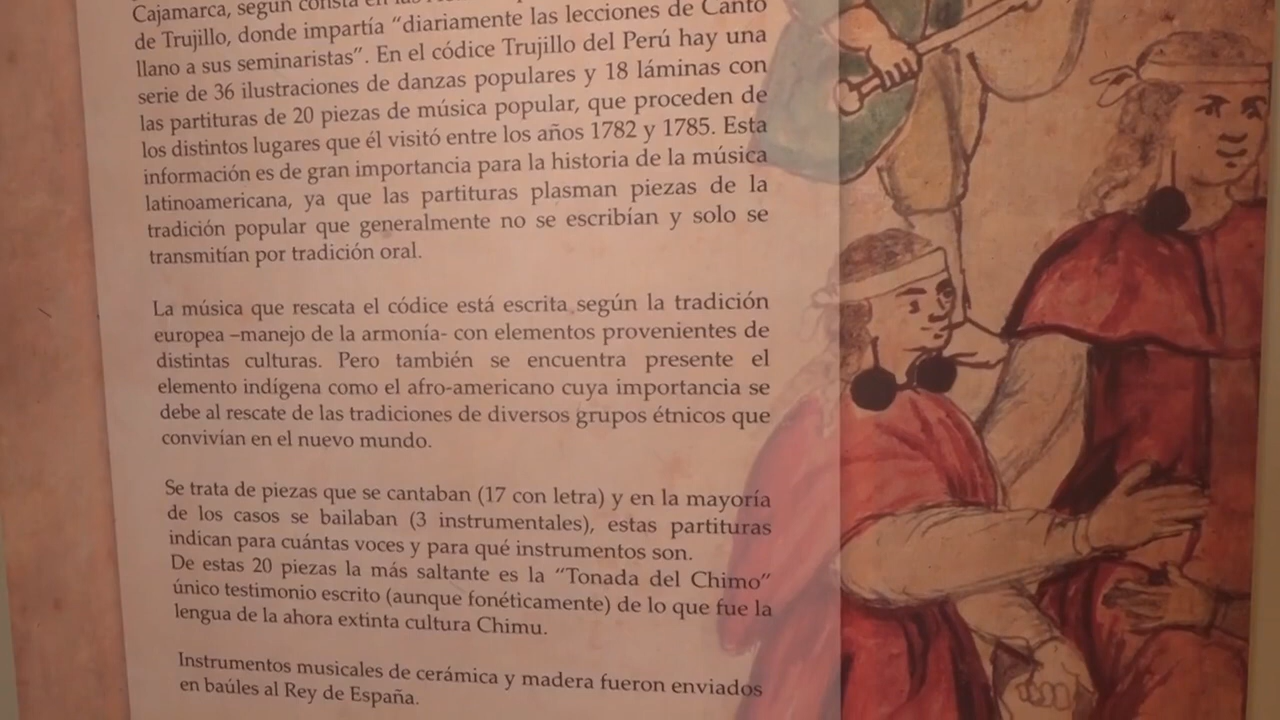 Cajamarca, según consta en las
de Trujillo, donde impartía “diariamente las lecciones de Canto
llano a sus seminaristas”. En el códice Trujillo del Perú hay una
serie de 36 ilustraciones de danzas populares y 18 láminas con
las partituras de 20 piezas de música popular, que proceden de
los distintos lugares que él visitó entre los años 1782 y 1785. Esta
información es de gran importancia para la historia de la música
latinoamericana, ya que las partituras plasman piezas de la
tradición popular que generalmente no se escribían y solo se
transmitían por tradición oral.
La música que rescata el códice está escrita según la tradición
europea –manejo de la armonía- con elementos provenientes de
distintas culturas. Pero también se encuentra presente el
elemento indígena como el afro-americano cuya importancia se
debe al rescate de las tradiciones de diversos grupos étnicos que
convivían en el nuevo mundo.
Se trata de piezas que se cantaban (17 con letra) y en la mayoría
de los casos se bailaban (3 instrumentales), estas partituras
indican para cuántas voces y para qué instrumentos son.
De estas 20 piezas la más saltante es la “Tonada del Chimo”
único testimonio escrito (aunque fonéticamente) de lo que fue la
lengua de la ahora extinta cultura Chimu.
Instrumentos musicales de cerámica y madera fueron enviados
en baúles al Rey de España.